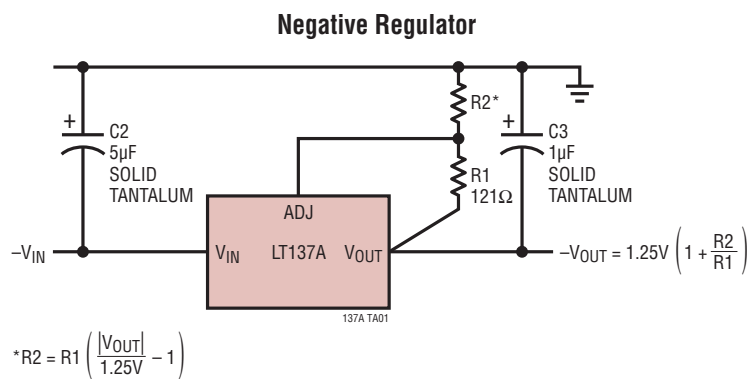 Negative Regulator
R2*
+
C2
5µF
SOLID
TANTALUM
+
C3
1µF
SOLID
TANTALUM
R1
121Ω
ADJ
–VIN
VIN
LT137A
VOUT
–VOUT = 1.25V (1 + R2/R1)
137A TA01
*R2 = R1 (|VOUT|/1.25V – 1)